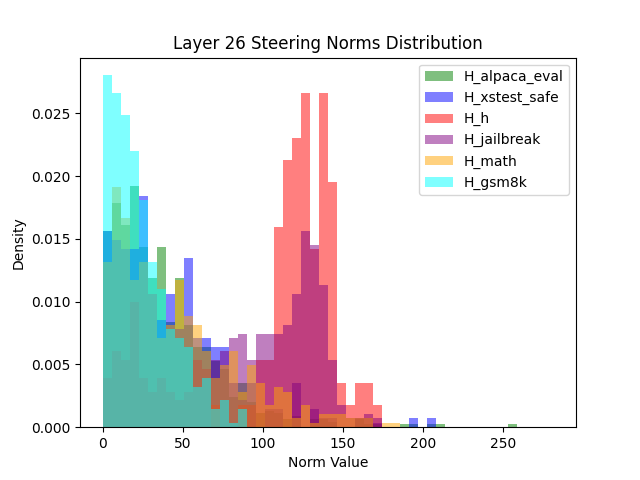 Layer 26 Steering Norms Distribution
H_alpaca_eval
H_xstest_safe
H_h
H_jailbreak
H_math
H_gsm8k
Density
0.025
0.020
0.015
0.010
0.005
0.000
0
50
100
150
200
250
Norm Value